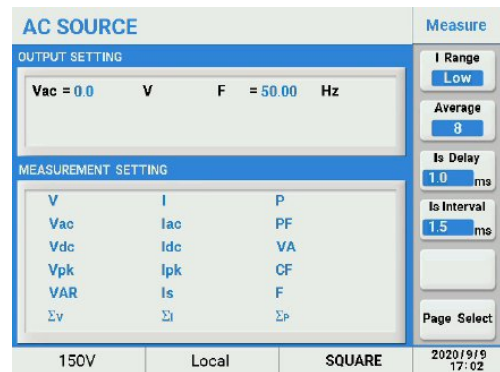 AC SOURCE
Measure
OUTPUT SETTING
Vac = 0.0 V F = 50.00 Hz
I Range
Low
Average
8
MEASUREMENT SETTING
Is Delay
1.0 ms
Is Interval
1.5 ms
V I P
Vac Iac PF
Vdc Idc VA
Vpk Ipk CF
VAR Is F
Σv Σı Σᴘ
Page Select
150V Local SQUARE 2020/9/9
17:02